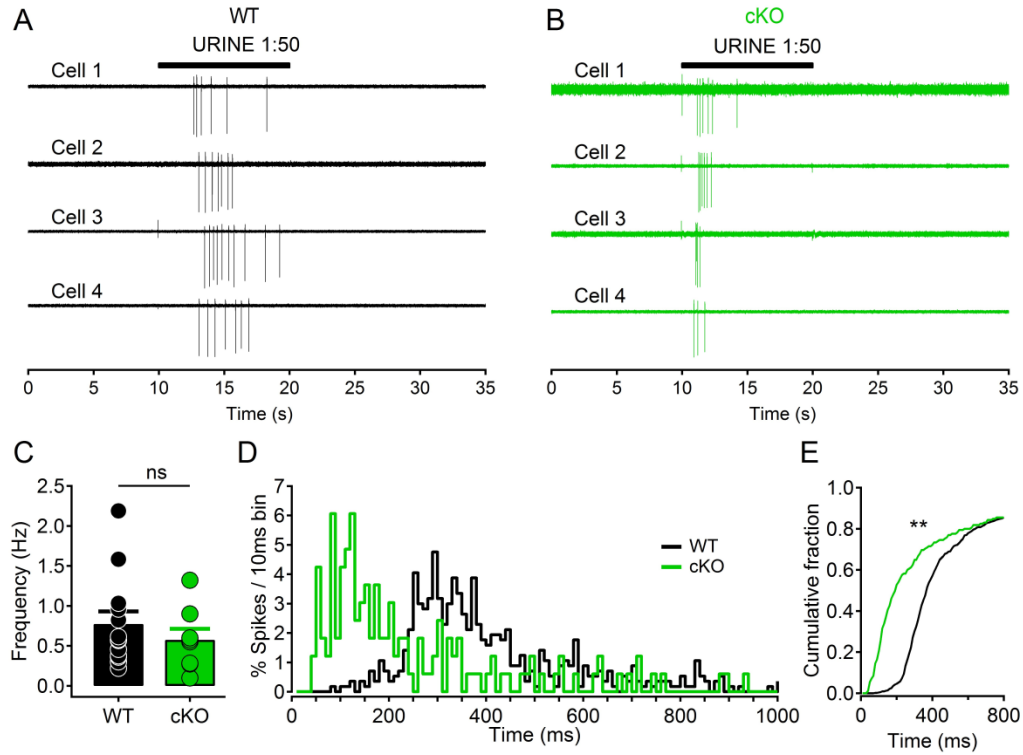 A
WT
URINE 1:50
Cell 1
Cell 2
Cell 3
Cell 4
0 5 10 15 20 25 30 35
Time (s)
B
cKO
URINE 1:50
Cell 1
Cell 2
Cell 3
Cell 4
0 5 10 15 20 25 30 35
Time (s)
C
ns
Frequency (Hz)
2.5
2.0
1.5
1.0
0.5
0.0
WT cKO
D
% Spikes / 10ms bin
7
6
5
4
3
2
1
0
WT
cKO
0 200 400 600 800 1000
Time (ms)
E
Cumulative fraction
1.0
0.8
0.6
0.4
0.2
0.0
**
0 400 800
Time (ms)